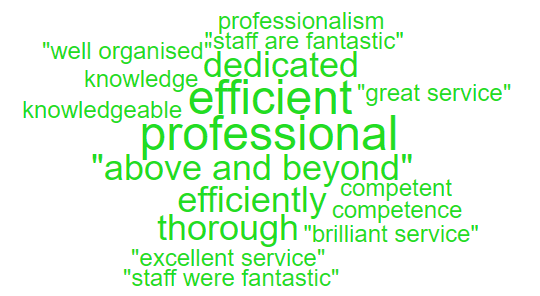 professionalism
"staff are fantastic"
"well organised"
dedicated
knowledge
efficient
"great service"
knowledgeable
professional
"above and beyond"
competent
efficiently
competence
thorough
"brilliant service"
"excellent service"
"staff were fantastic"